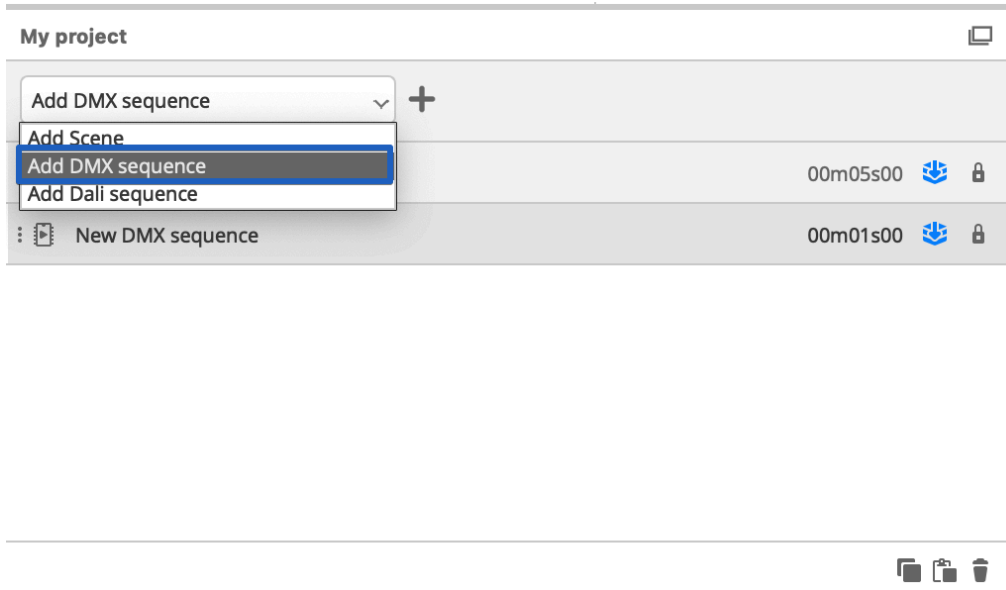 My project
Add DMX sequence
Add Scene
Add DMX sequence
00m05s00
Add Dali sequence
New DMX sequence
00m01s00